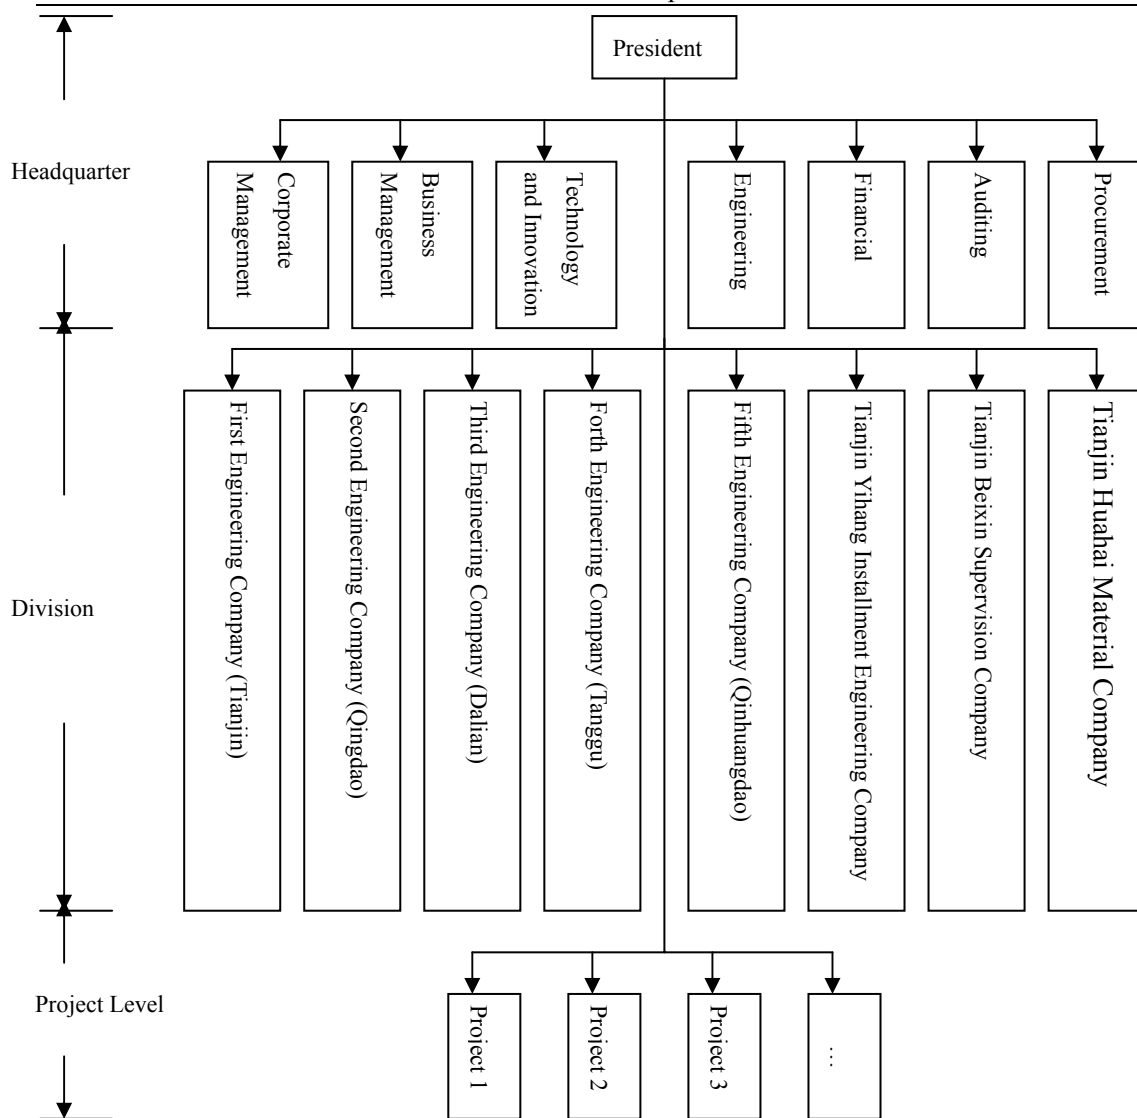 President
Headquarter
Corporate
Management
Business
Management
Technology
and Innovation
Engineering
Financial
Auditing
Procurement
Division
First Engineering Company (Tianjin)
Second Engineering Company (Qingdao)
Third Engineering Company (Dalian)
Forth Engineering Company (Tanggu)
Fifth Engineering Company (Qinhuangdao)
Tianjin Yihang Installment Engineering Company
Tianjin Beixin Supervision Company
Tianjin Huahai Material Company
Project Level
Project 1
Project 2
Project 3
…